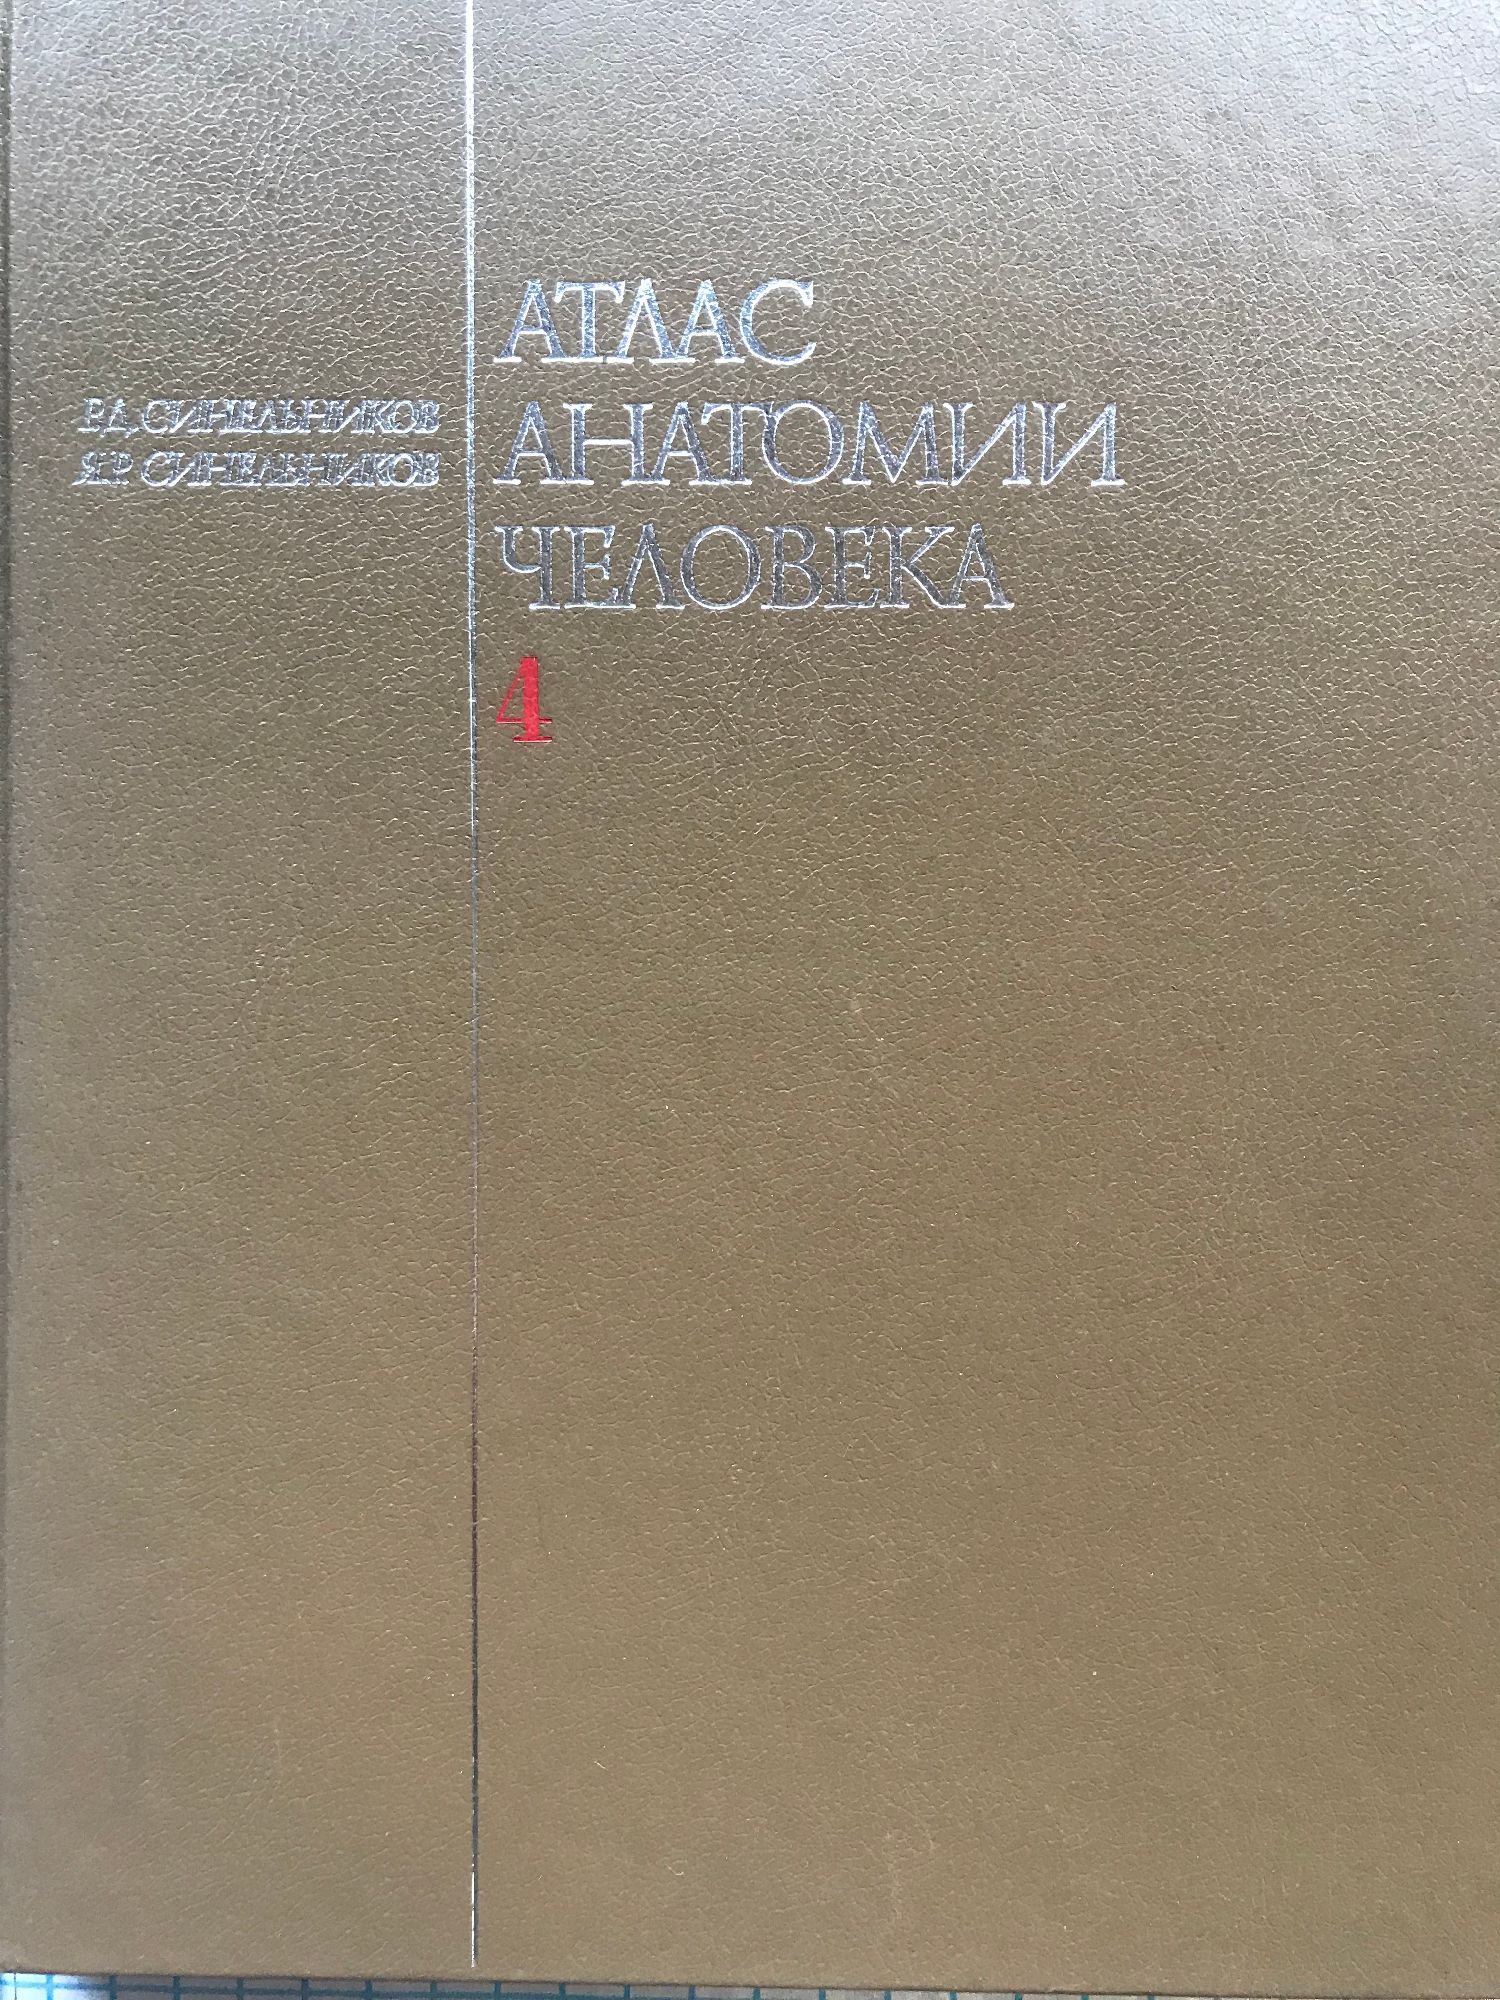 Р.Д. СИНЕЛЬНИКОВ
Я.Р. СИНЕЛЬНИКОВ
АТЛАС
АНАТОМИИ
ЧЕЛОВЕКА
4